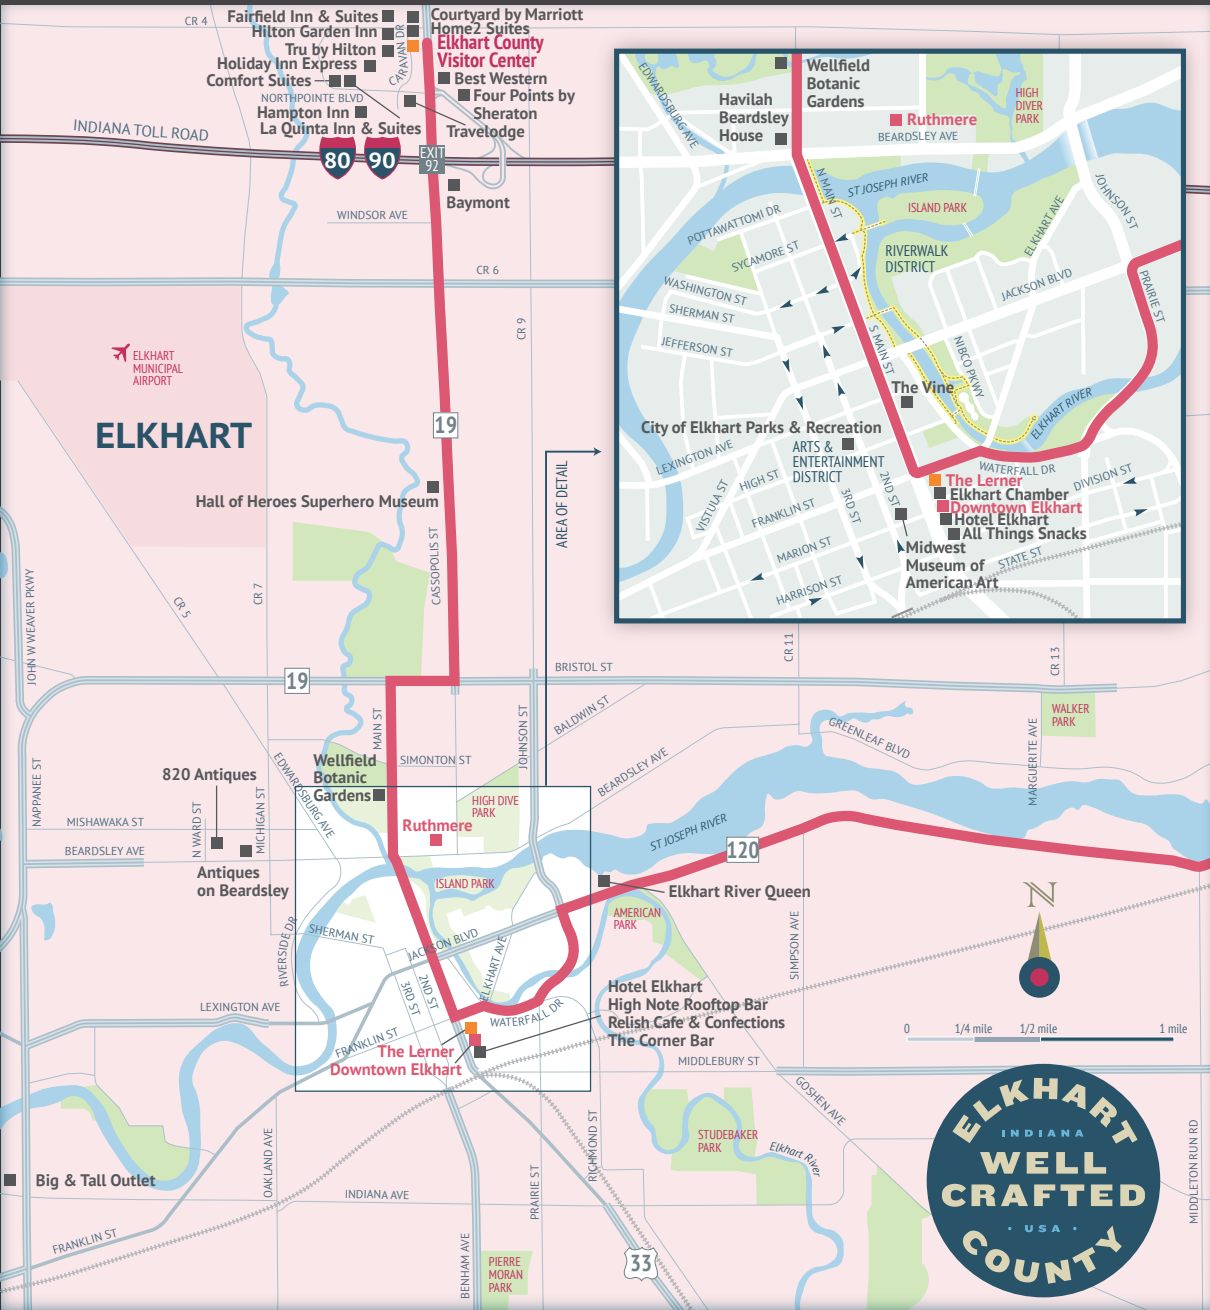 CR 4
Fairfield Inn & Suites
Hilton Garden Inn
Tru by Hilton
Holiday Inn Express
Comfort Suites
NORTHPOINTE BLVD
Hampton Inn
La Quinta Inn & Suites
CARAVAN DR
Courtyard by Marriott
Home2 Suites
Elkhart County
Visitor Center
Best Western
Four Points by
Sheraton
Travelodge
INDIANA TOLL ROAD
80
90
EXIT
92
Baymont
WINDSOR AVE
CR 6
CR 9
ELKHART
MUNICIPAL
AIRPORT
ELKHART
19
Hall of Heroes Superhero Museum
CASSOPOLIS ST
AREA OF DETAIL
CR 7
CR 5
JOHN W WEAVER PKWY
19
BRISTOL ST
CR 11
CR 13
EDWARDSBURG AVE
Wellfield
Botanic
Gardens
Havilah
Beardsley
House
Ruthmere
BEARDSLEY AVE
HIGH
DIVER
PARK
N MAIN ST
ST JOSEPH RIVER
ISLAND PARK
JOHNSON ST
ELKHART AVE
POTTAWATTOMI DR
SYCAMORE ST
RIVERWALK
DISTRICT
JACKSON BLVD
PRAIRIE ST
WASHINGTON ST
SHERMAN ST
JEFFERSON ST
S MAIN ST
NIBCO PKWY
The Vine
ELKHART RIVER
City of Elkhart Parks & Recreation
ARTS &
ENTERTAINMENT
DISTRICT
LEXINGTON AVE
HIGH ST
VISTULA ST
FRANKLIN ST
3RD ST
2ND ST
MARION ST
HARRISON ST
WATERFALL DR
DIVISION ST
The Lerner
Elkhart Chamber
Downtown Elkhart
Hotel Elkhart
All Things Snacks
Midwest
Museum of
American Art
STATE ST
MAIN ST
JOHNSON ST
BALDWIN ST
WALKER
PARK
GREENLEAF BLVD
MARGUERITE AVE
NAPPANEE ST
Wellfield
Botanic
Gardens
SIMONTON ST
BEARDSLEY AVE
820 Antiques
EDWARDSBURG AVE
HIGH DIVE
PARK
MISHAWAKA ST
N WARD ST
MICHIGAN ST
Ruthmere
ST JOSEPH RIVER
BEARDSLEY AVE
120
Antiques
on Beardsley
ISLAND PARK
Elkhart River Queen
AMERICAN
PARK
N
SHERMAN ST
RIVERSIDE DR
JACKSON BLVD
ELKHART AVE
SIMPSON AVE
3RD ST
2ND ST
Hotel Elkhart
High Note Rooftop Bar
Relish Cafe & Confections
The Corner Bar
LEXINGTON AVE
WATERFALL DR
FRANKLIN ST
The Lerner
Downtown Elkhart
0
1/4 mile
1/2 mile
1 mile
MIDDLEBURY ST
GOSHEN AVE
RICHMOND ST
STUDEBAKER
PARK
Elkhart River
OAKLAND AVE
Big & Tall Outlet
INDIANA AVE
PRAIRIE ST
MIDDLETON RUN RD
FRANKLIN ST
BENHAM AVE
PIERRE
MORAN
PARK
33
ELKHART
INDIANA
WELL
CRAFTED
· USA ·
COUNTY